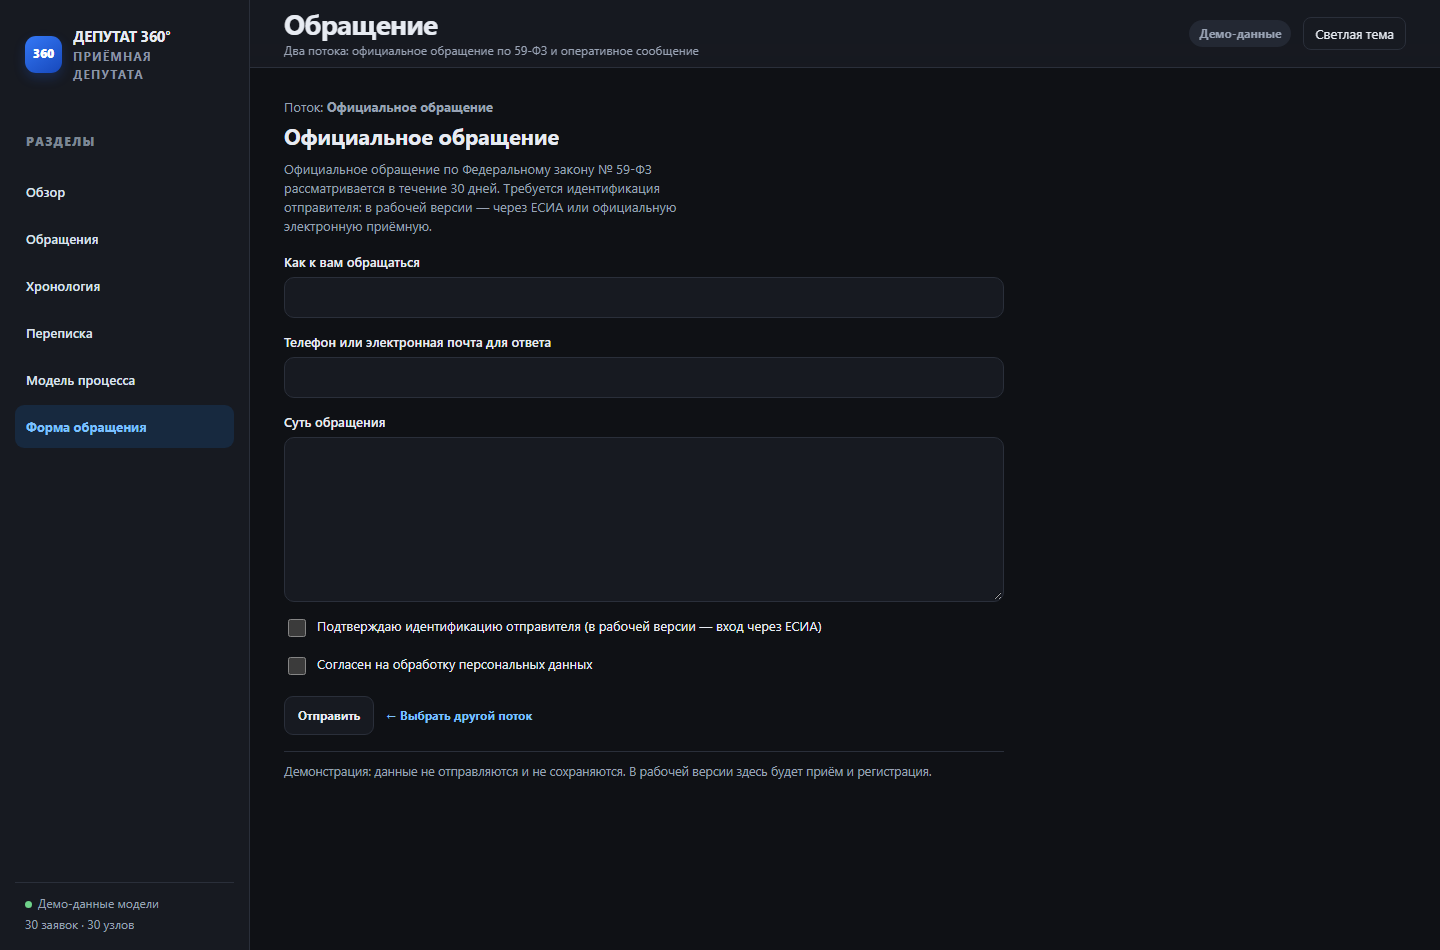 360
ДЕПУТАТ 360°
ПРИЁМНАЯ
ДЕПУТАТА
РАЗДЕЛЫ
Обзор
Обращения
Хронология
Переписка
Модель процесса
Форма обращения
Демо-данные модели
30 заявок · 30 узлов
Обращение
Два потока: официальное обращение по 59-ФЗ и оперативное сообщение
Демо-данные
Светлая тема
Поток: Официальное обращение
Официальное обращение
Официальное обращение по Федеральному закону № 59-ФЗ
рассматривается в течение 30 дней. Требуется идентификация
отправителя: в рабочей версии — через ЕСИА или официальную
электронную приёмную.
Как к вам обращаться
Телефон или электронная почта для ответа
Суть обращения
Подтверждаю идентификацию отправителя (в рабочей версии — вход через ЕСИА)
Согласен на обработку персональных данных
Отправить
← Выбрать другой поток
Демонстрация: данные не отправляются и не сохраняются. В рабочей версии здесь будет приём и регистрация.